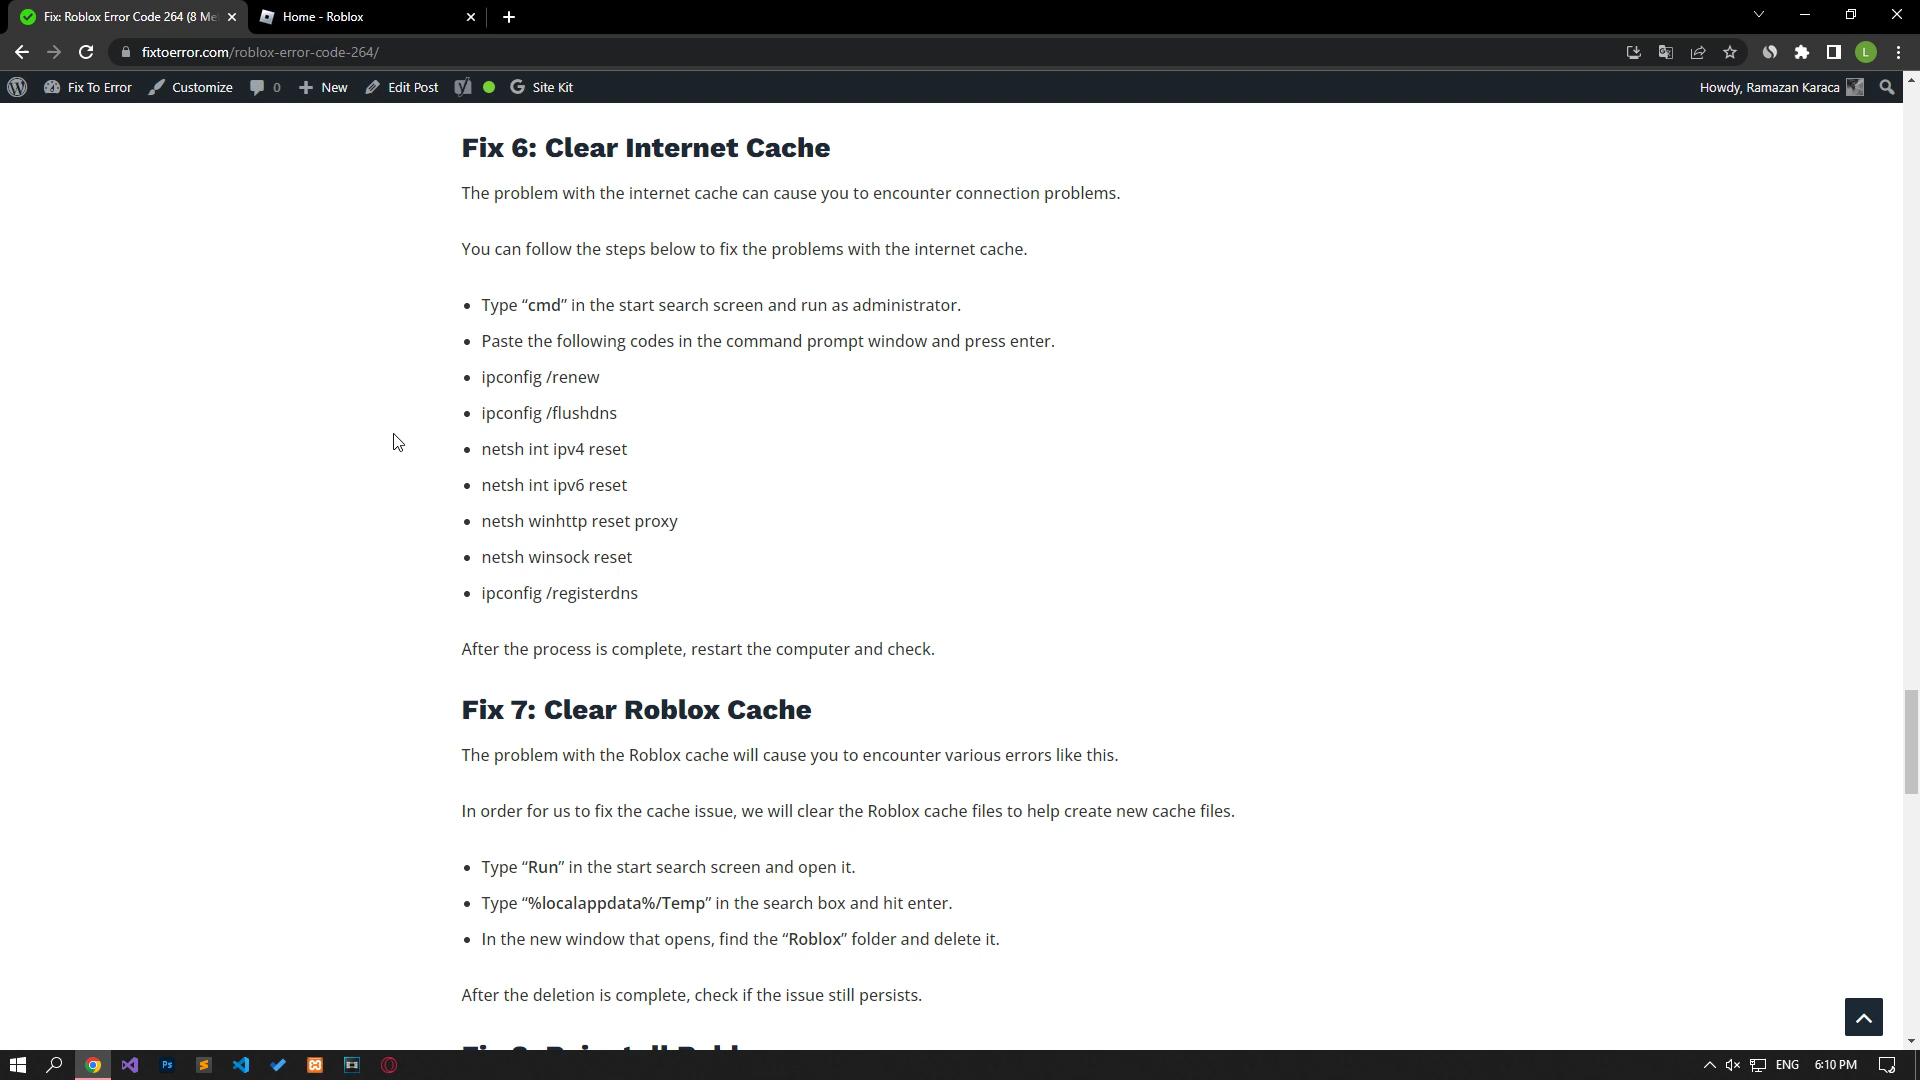 Fix: Roblox Error Code 264 (8 Me
Home - Roblox
fixtoerror.com/roblox-error-code-264/
L
Fix To Error
Customize
0
New
Edit Post
Site Kit
Howdy, Ramazan Karaca
Fix 6: Clear Internet Cache
The problem with the internet cache can cause you to encounter connection problems.
You can follow the steps below to fix the problems with the internet cache.
Type “cmd” in the start search screen and run as administrator.
Paste the following codes in the command prompt window and press enter.
ipconfig /renew
ipconfig /flushdns
netsh int ipv4 reset
netsh int ipv6 reset
netsh winhttp reset proxy
netsh winsock reset
ipconfig /registerdns
After the process is complete, restart the computer and check.
Fix 7: Clear Roblox Cache
The problem with the Roblox cache will cause you to encounter various errors like this.
In order for us to fix the cache issue, we will clear the Roblox cache files to help create new cache files.
Type “Run” in the start search screen and open it.
Type “%localappdata%/Temp” in the search box and hit enter.
In the new window that opens, find the “Roblox” folder and delete it.
After the deletion is complete, check if the issue still persists.
Ps
ENG
6:10 PM